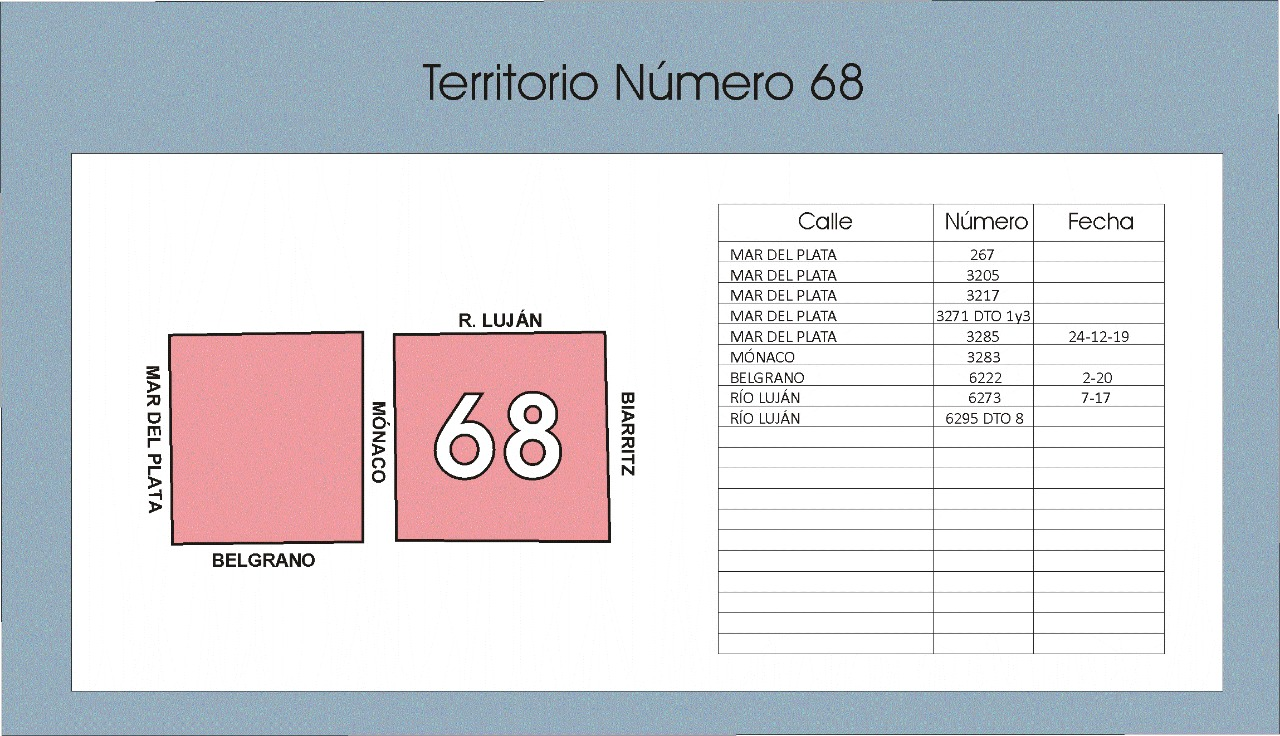 Territorio Número 68
R. LUJÁN
MAR DEL PLATA
MÓNACO
68
BIARRITZ
BELGRANO
Calle Número Fecha
MAR DEL PLATA 267
MAR DEL PLATA 3205
MAR DEL PLATA 3217
MAR DEL PLATA 3271 DTO 1y3
MAR DEL PLATA 3285 24-12-19
MÓNACO 3283
BELGRANO 6222 2-20
RÍO LUJÁN 6273 7-17
RÍO LUJÁN 6295 DTO 8